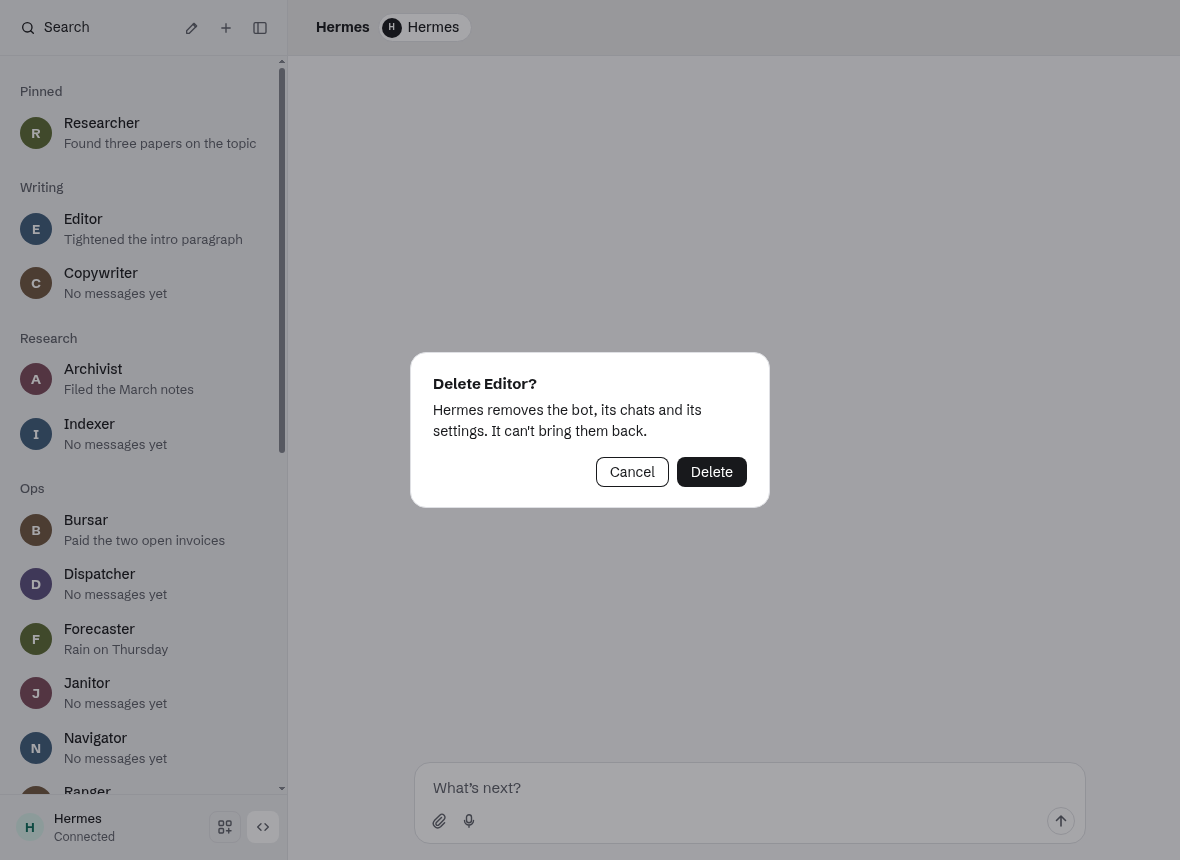 Search
Hermes
H
Hermes
Pinned
R
Researcher
Found three papers on the topic
Writing
E
Editor
Tightened the intro paragraph
C
Copywriter
No messages yet
Research
A
Archivist
Filed the March notes
I
Indexer
No messages yet
Ops
B
Bursar
Paid the two open invoices
D
Dispatcher
No messages yet
F
Forecaster
Rain on Thursday
J
Janitor
No messages yet
N
Navigator
No messages yet
Ranger
H
Hermes
Connected
Delete Editor?
Hermes removes the bot, its chats and its
settings. It can't bring them back.
Cancel
Delete
What's next?